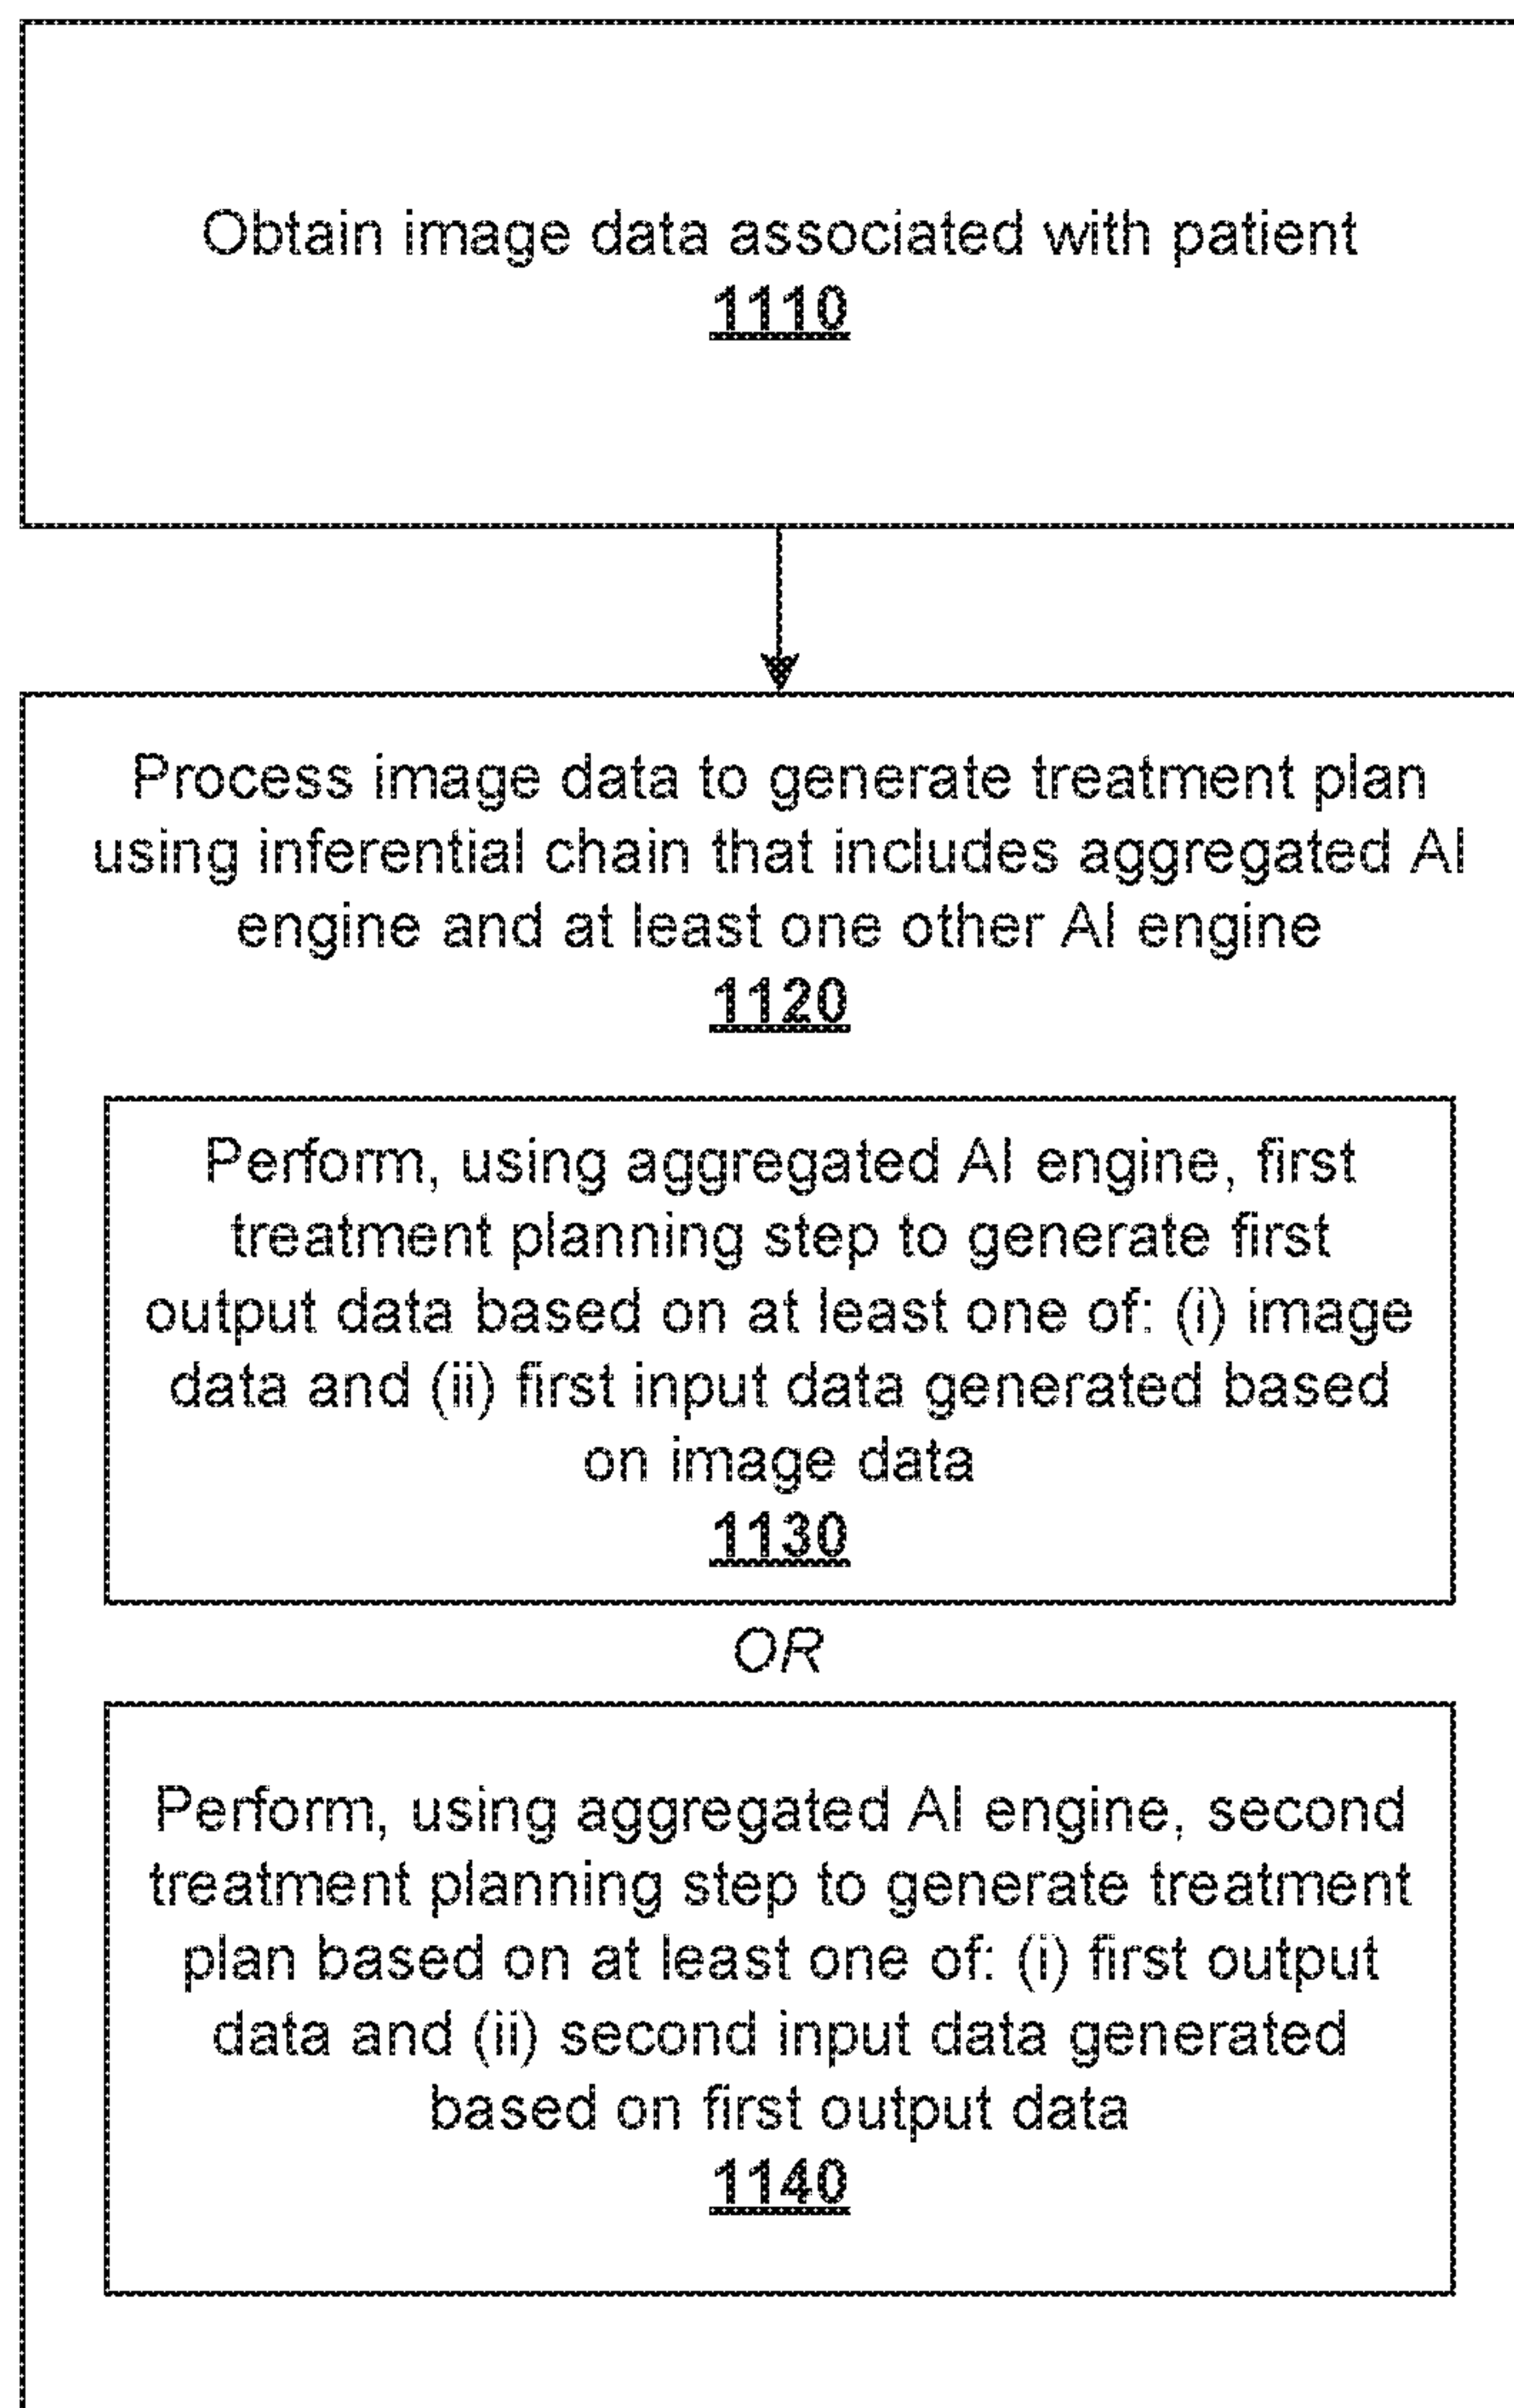 Obtain image data associated with patient
1110
Process image data to generate treatment plan
using inferential chain that includes aggregated AI
engine and at least one other AI engine
1120
Perform, using aggregated AI engine, first
treatment planning step to generate first
output data based on at least one of: (i) image
data and (ii) first input data generated based
on image data
1130
OR
Perform, using aggregated AI engine, second
treatment planning step to generate treatment
plan based on at least one of: (i) first output
data and (ii) second input data generated
based on first output data
1140